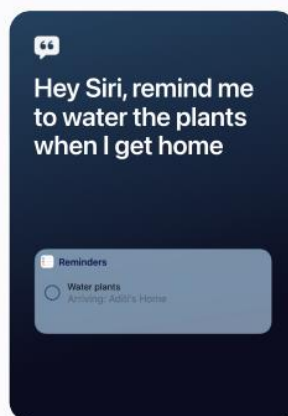 Hey Siri, remind me
to water the plants
when I get home
Reminders
Water plants
Arriving: Aditi's Home